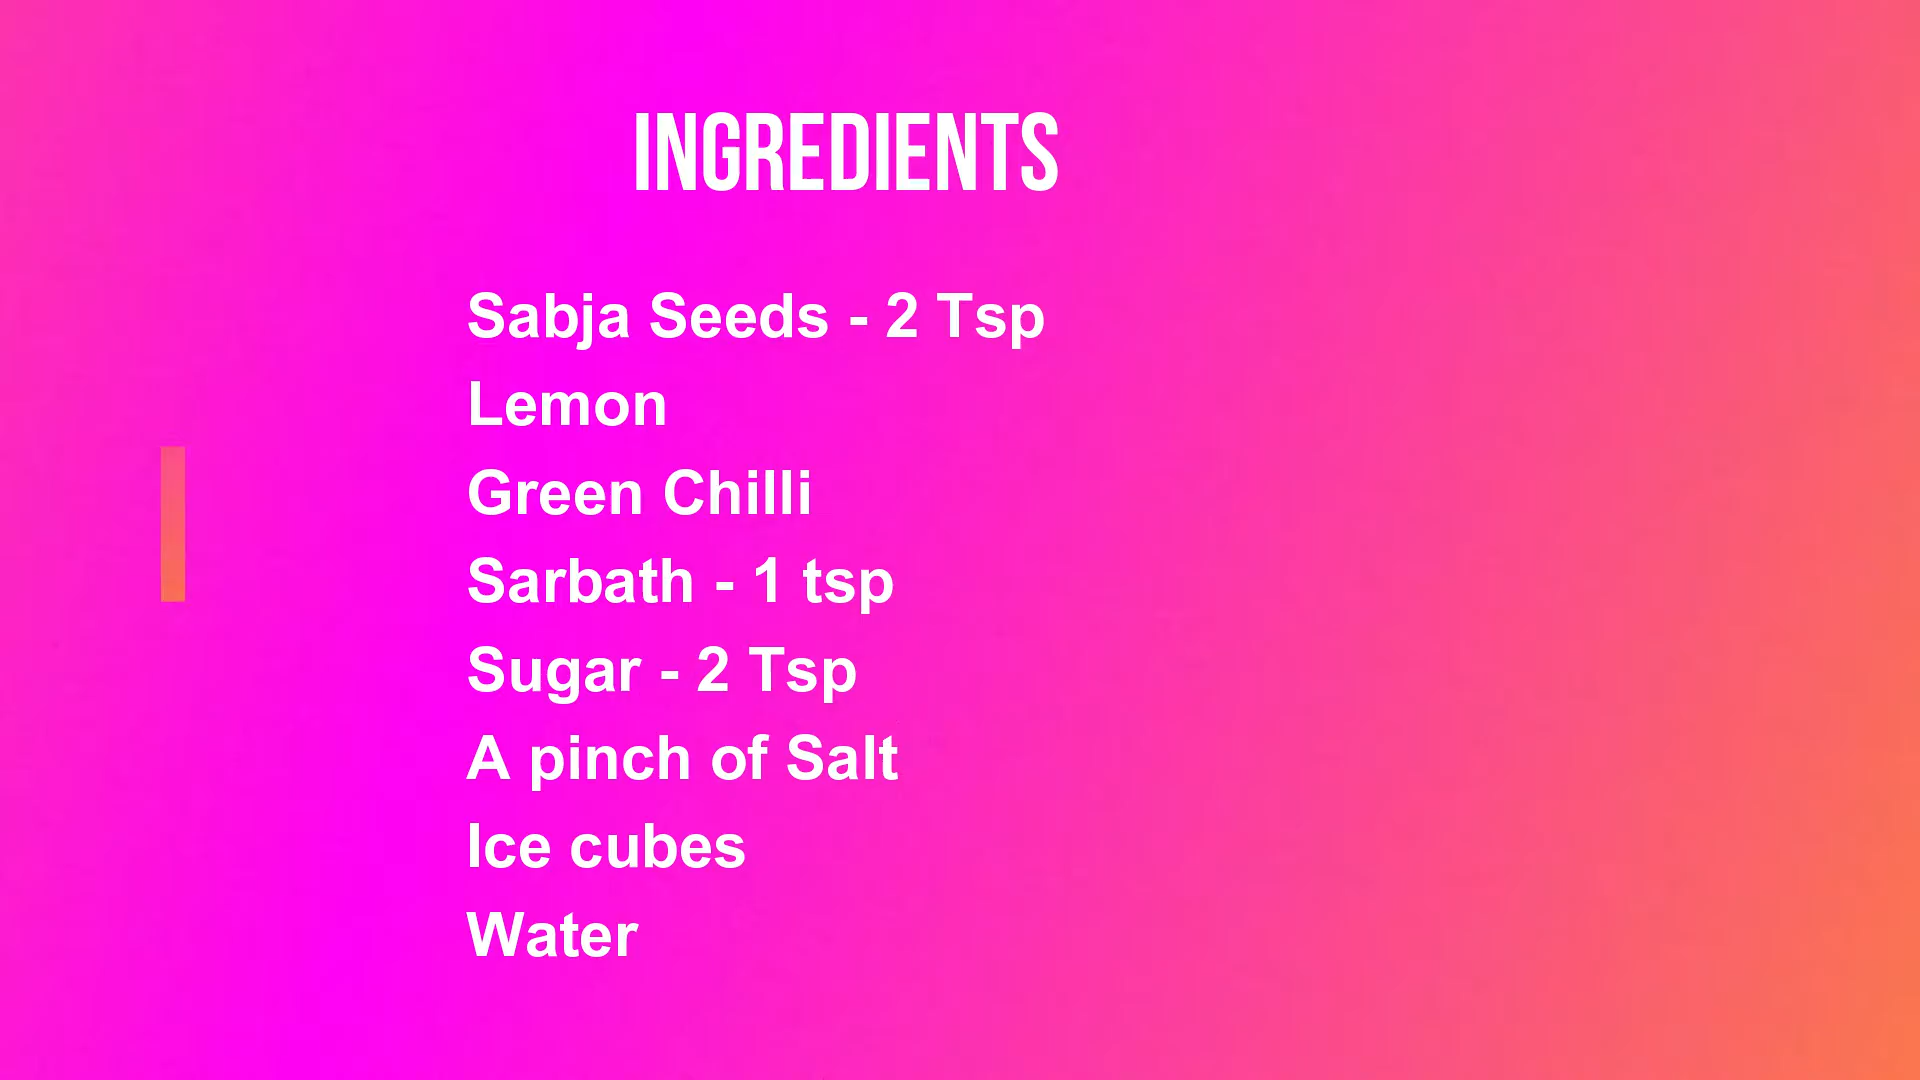 INGREDIENTS
Sabja Seeds - 2 Tsp
Lemon
Green Chilli
Sarbath - 1 tsp
Sugar - 2 Tsp
A pinch of Salt
Ice cubes
Water